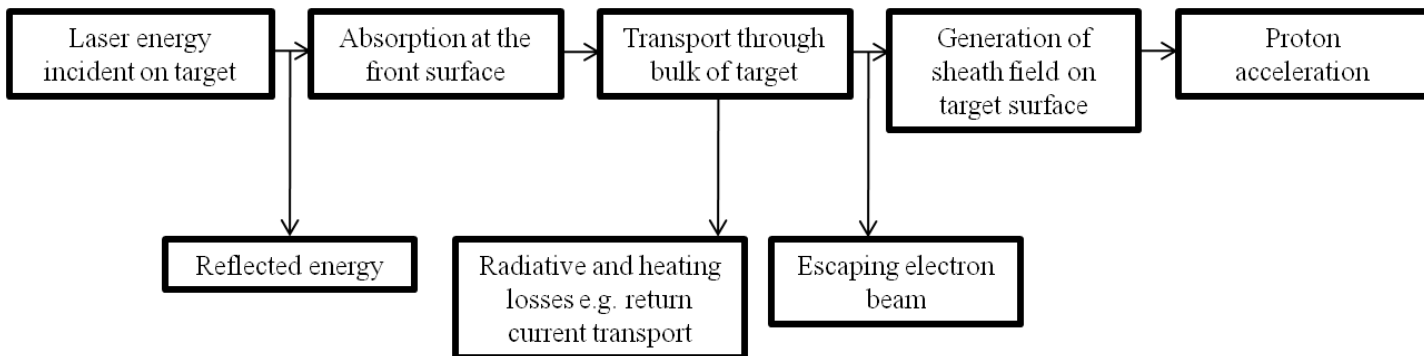 Laser energy
incident on target
Absorption at the
front surface
Transport through
bulk of target
Generation of
sheath field on
target surface
Proton
acceleration
Reflected energy
Radiative and heating
losses e.g. return
current transport
Escaping electron
beam